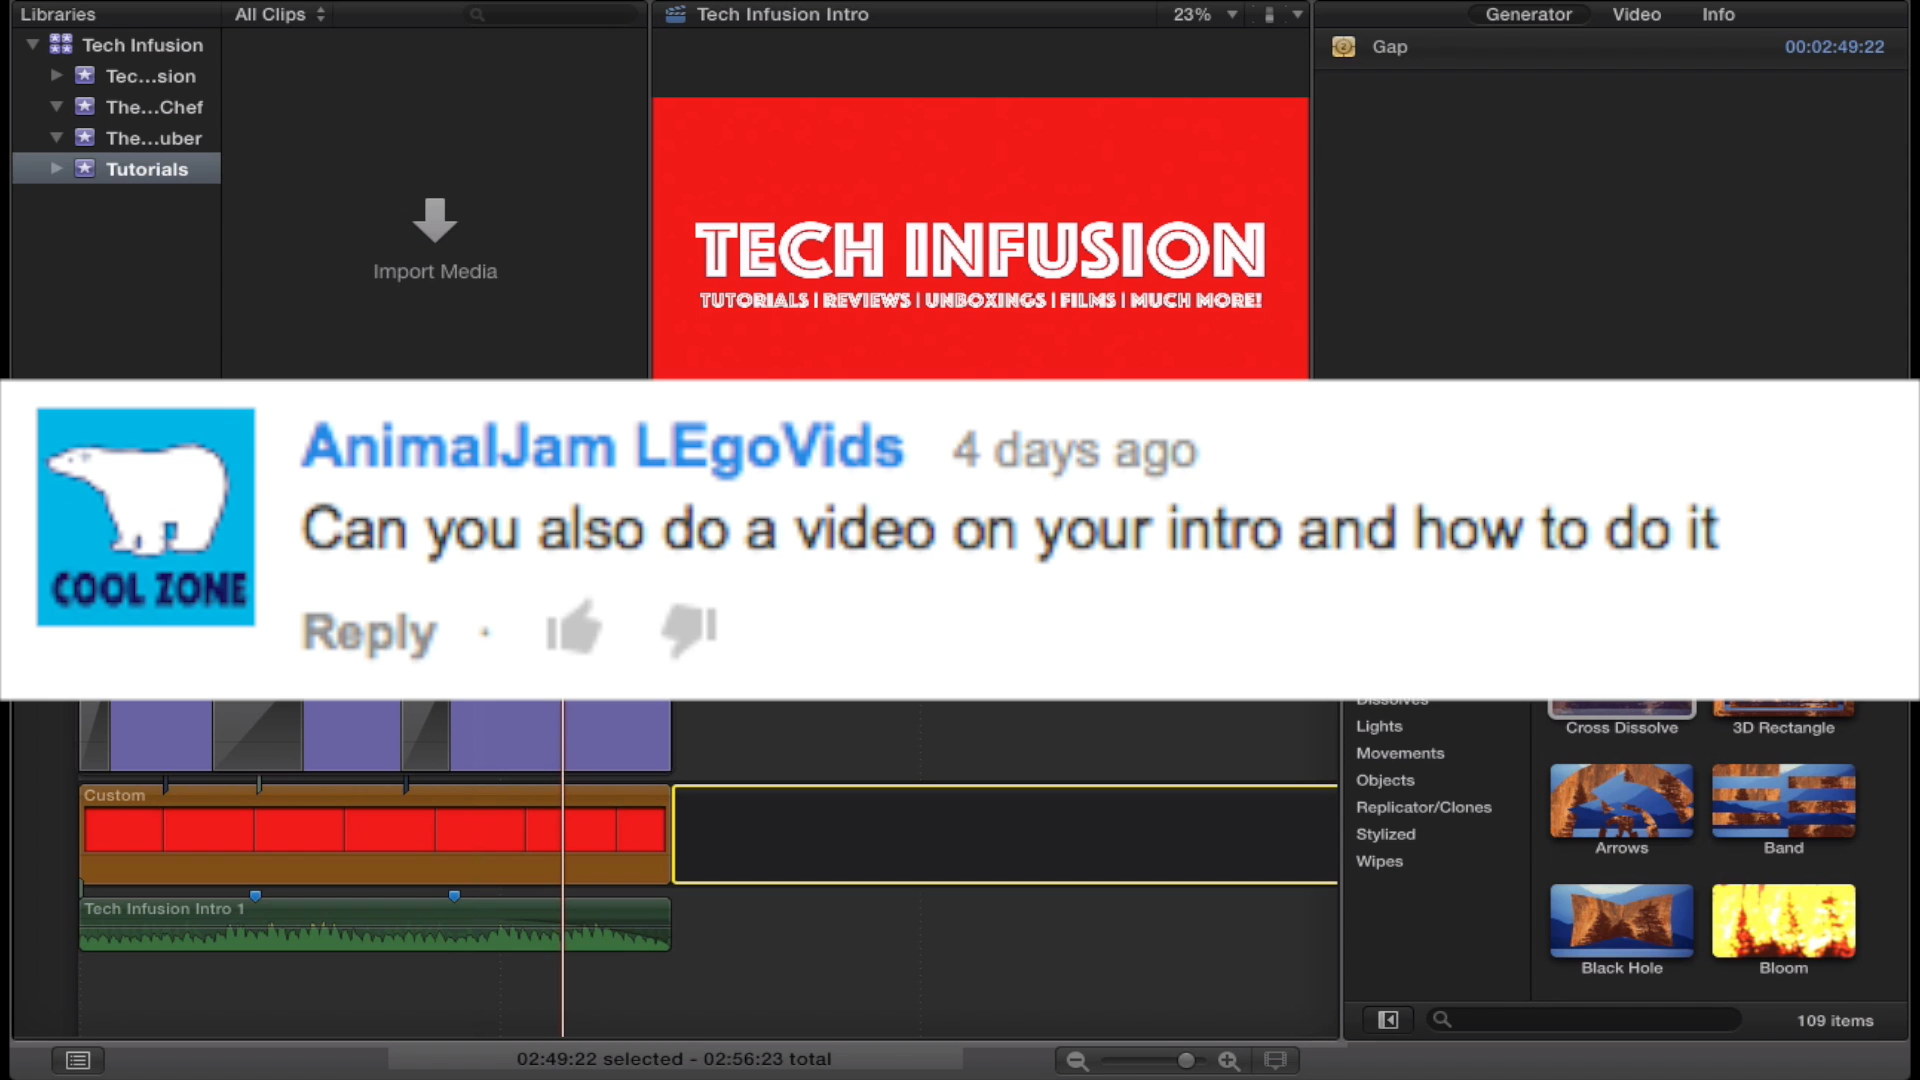 Libraries
All Clips
Tech Infusion Intro
23%
Generator
Video
Info
Tech Infusion
Tec...sion
The...Chef
The...uber
Tutorials
Import Media
Gap
00:02:49:22
TECH INFUSION
TUTORIALS | REVIEWS | UNBOXINGS | FILMS | MUCH MORE!
AnimalJam LEgoVids 4 days ago
Can you also do a video on your intro and how to do it
Reply
COOL ZONE
Custom
Tech Infusion Intro 1
Dissolves
Lights
Movements
Objects
Replicator/Clones
Stylized
Wipes
Cross Dissolve
3D Rectangle
Arrows
Band
Black Hole
Bloom
109 items
02:49:22 selected - 02:56:23 total